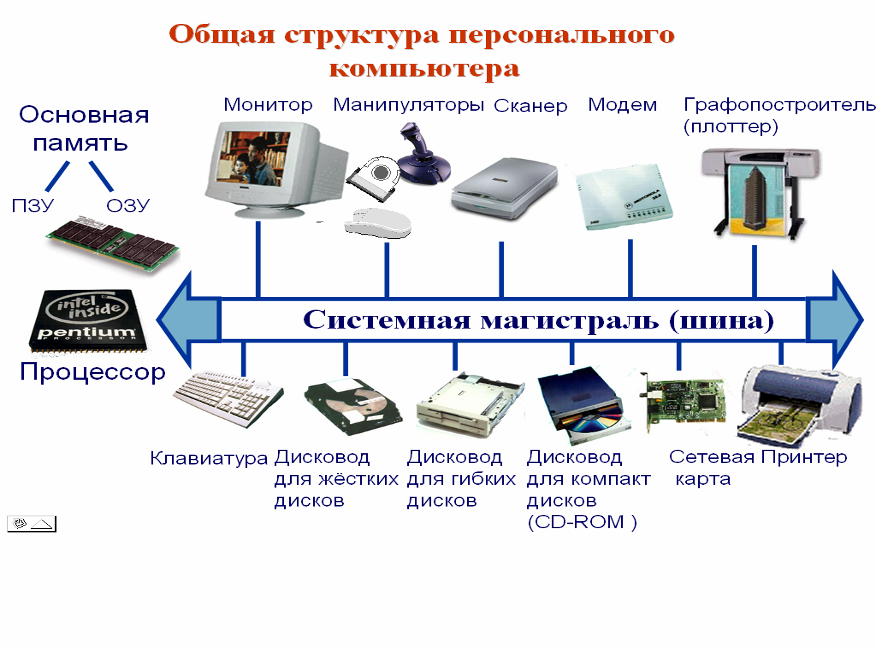 Общая структура персонального
компьютера
Основная
память
ПЗУ
ОЗУ
Монитор
Манипуляторы
Сканер
Модем
Графопостроитель
(плоттер)
MOTOROLA
intel
inside
pentium
PROCESSOR
Процессор
Системная магистраль (шина)
Клавиатура
Дисковод
для жёстких
дисков
Дисковод
для гибких
дисков
Дисковод
для компакт
дисков
(CD-ROM )
Сетевая
карта
Принтер